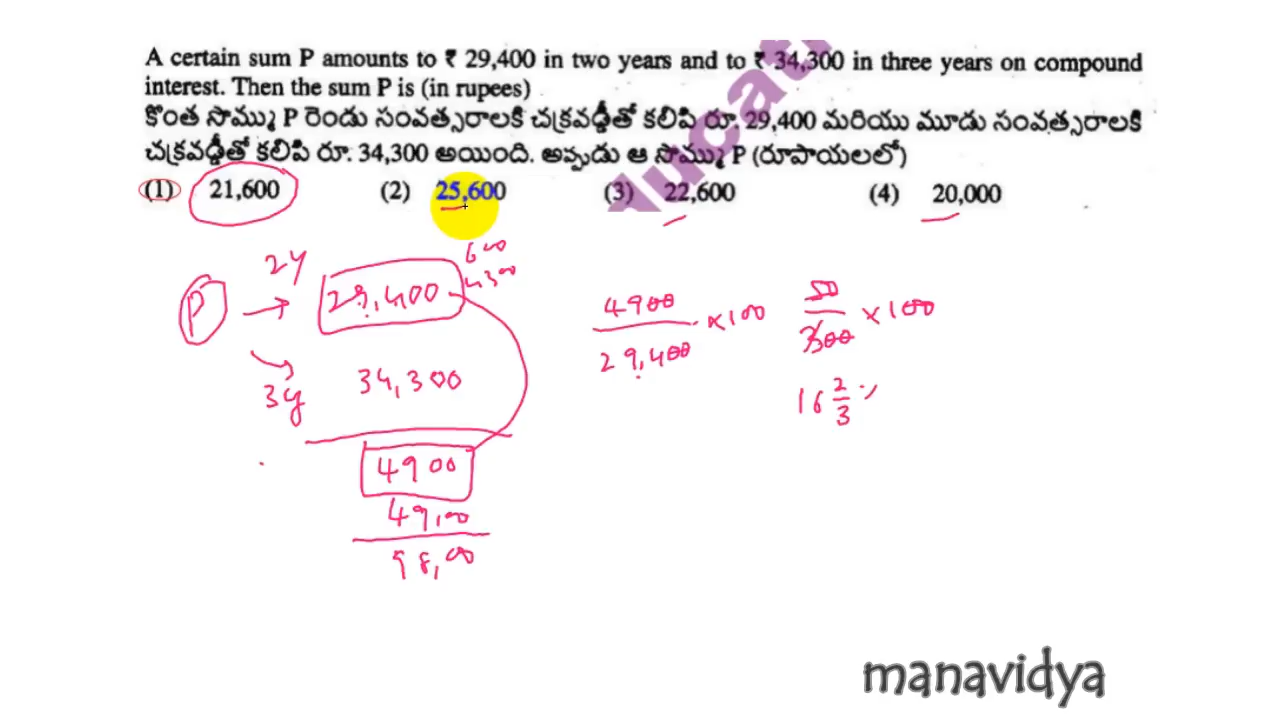 A certain sum P amounts to ₹ 29,400 in two years and to ₹ 34,300 in three years on compound
interest. Then the sum P is (in rupees)
కొంత సొమ్ము P రెండు సంవత్సరాలకి చక్రవడ్డీతో కలిపి రూ. 29,400 మరియు మూడు సంవత్సరాలకి
చక్రవడ్డీతో కలిపి రూ. 34,300 అయింది. అప్పుడు ఆ సొమ్ము P (రూపాయలలో)
(1) 21,600 (2) 25,600 (3) 22,600 (4) 20,000
ducati
600
4300
P 2y 29,400
3y 34,300
4900
4900
98,00
4900/29,400 × 100
50/300 × 100
16 2/3 %
manavidya